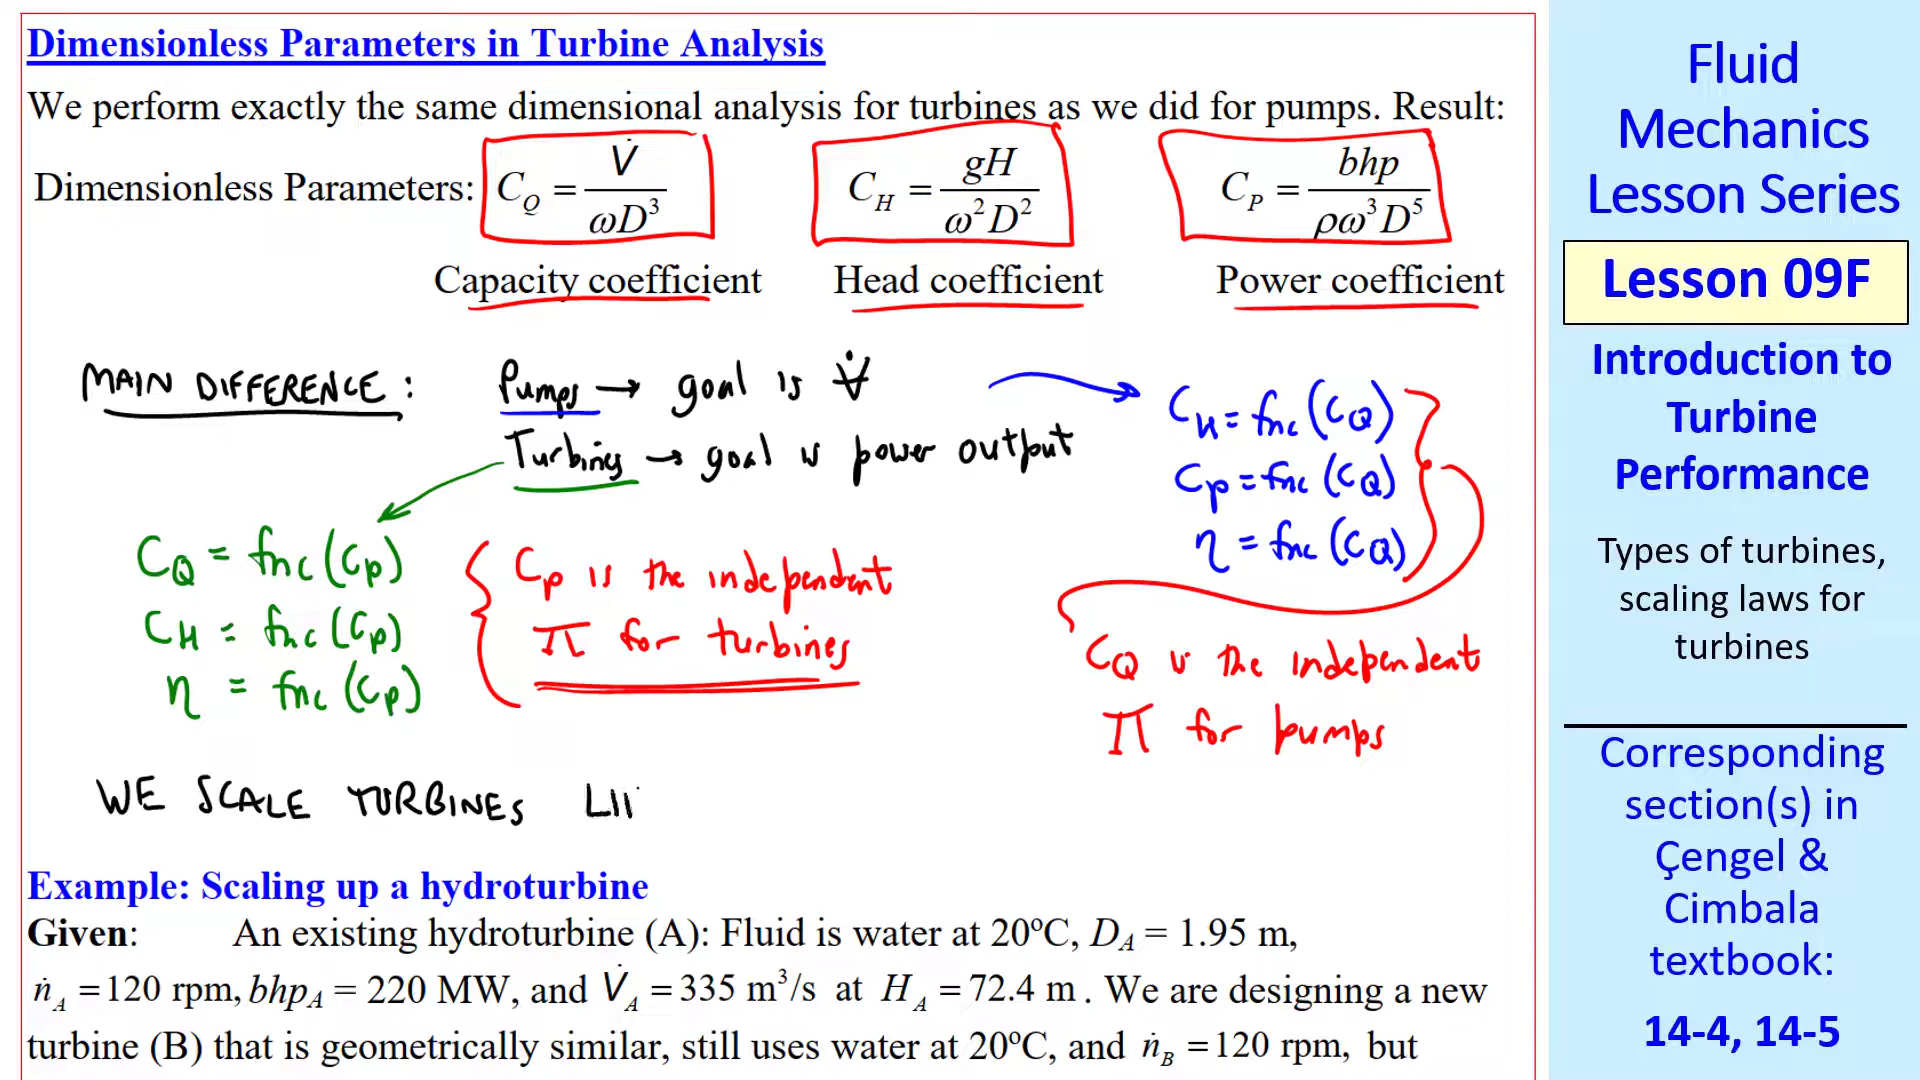 Dimensionless Parameters in Turbine Analysis
We perform exactly the same dimensional analysis for turbines as we did for pumps. Result:
Dimensionless Parameters: C_Q = V̇ / ωD³   C_H = gH / ω²D²   C_P = bhp / ρω³D⁵
Capacity coefficient   Head coefficient   Power coefficient
MAIN DIFFERENCE: Pumps → goal is V̇
Turbines → goal is power output
C_H = fnc (C_Q)
C_P = fnc (C_Q)
η = fnc (C_Q)
C_Q = fnc (C_P)
C_H = fnc (C_P)
η = fnc (C_P)
C_P is the independent
Π for turbines
C_Q is the independent
Π for pumps
WE SCALE TURBINES
Example: Scaling up a hydroturbine
Given: An existing hydroturbine (A): Fluid is water at 20ºC, D_A = 1.95 m,
ṅ_A = 120 rpm, bhp_A = 220 MW, and V̇_A = 335 m³/s at H_A = 72.4 m. We are designing a new
turbine (B) that is geometrically similar, still uses water at 20ºC, and ṅ_B = 120 rpm, but
Fluid
Mechanics
Lesson Series
Lesson 09F
Introduction to
Turbine
Performance
Types of turbines,
scaling laws for
turbines
Corresponding
section(s) in
Çengel &
Cimbala
textbook:
14-4, 14-5